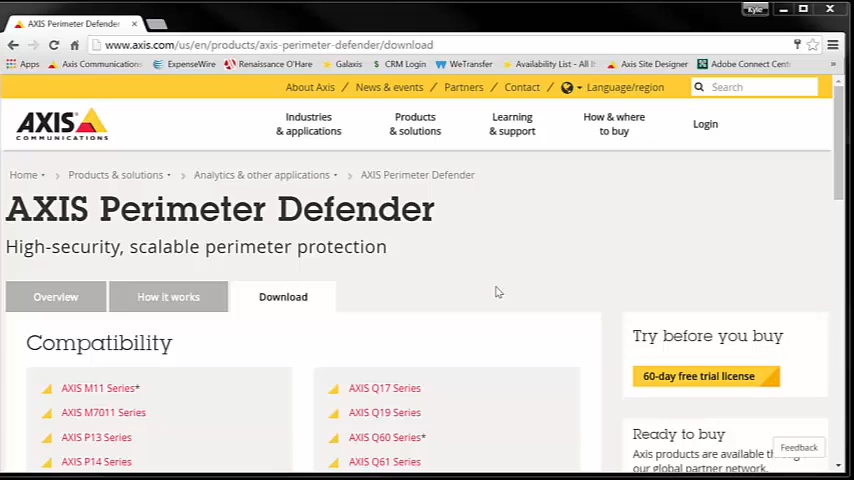 Kyle
AXIS Perimeter Defender
www.axis.com/us/en/products/axis-perimeter-defender/download
Apps Axis Communications ExpenseWire Renaissance O'Hare Galaxis CRM Login WeTransfer Availability List - All I Axis Site Designer Adobe Connect Cent
About Axis / News & events / Partners / Contact / Language/region Search
AXIS
COMMUNICATIONS
Industries
& applications
Products
& solutions
Learning
& support
How & where
to buy
Login
Home Products & solutions Analytics & other applications AXIS Perimeter Defender
AXIS Perimeter Defender
High-security, scalable perimeter protection
Overview How it works Download
Compatibility
AXIS M11 Series*
AXIS M7011 Series
AXIS P13 Series
AXIS P14 Series
AXIS Q17 Series
AXIS Q19 Series
AXIS Q60 Series*
AXIS Q61 Series
Try before you buy
60-day free trial license
Ready to buy
Axis products are available
our global partner network.
Feedback